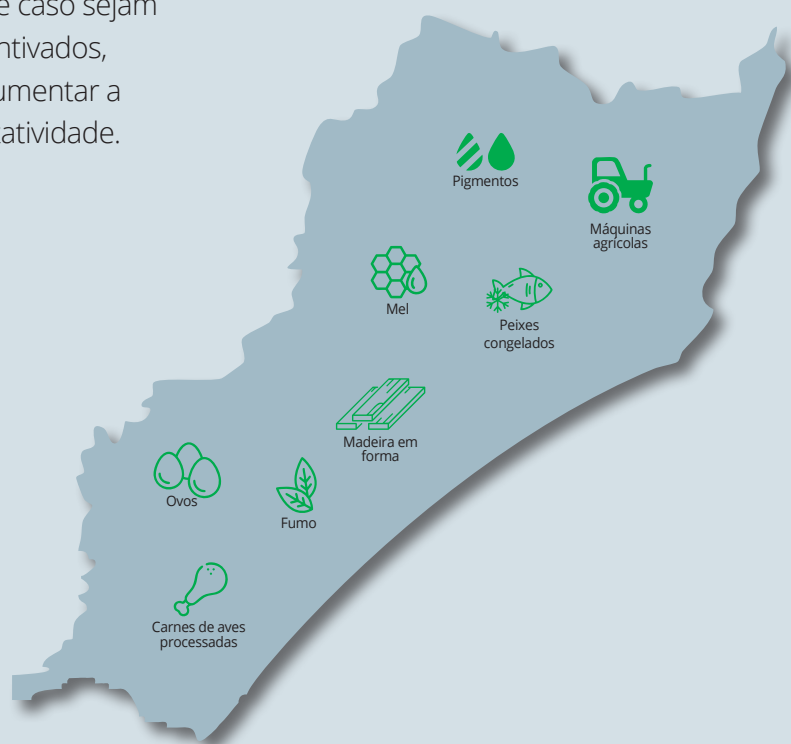 e caso sejam
ntivados,
umentar a
atividade.
Pigmentos
Máquinas
agrícolas
Mel
Peixes
congelados
Madeira em
forma
Ovos
Fumo
Carnes de aves
processadas